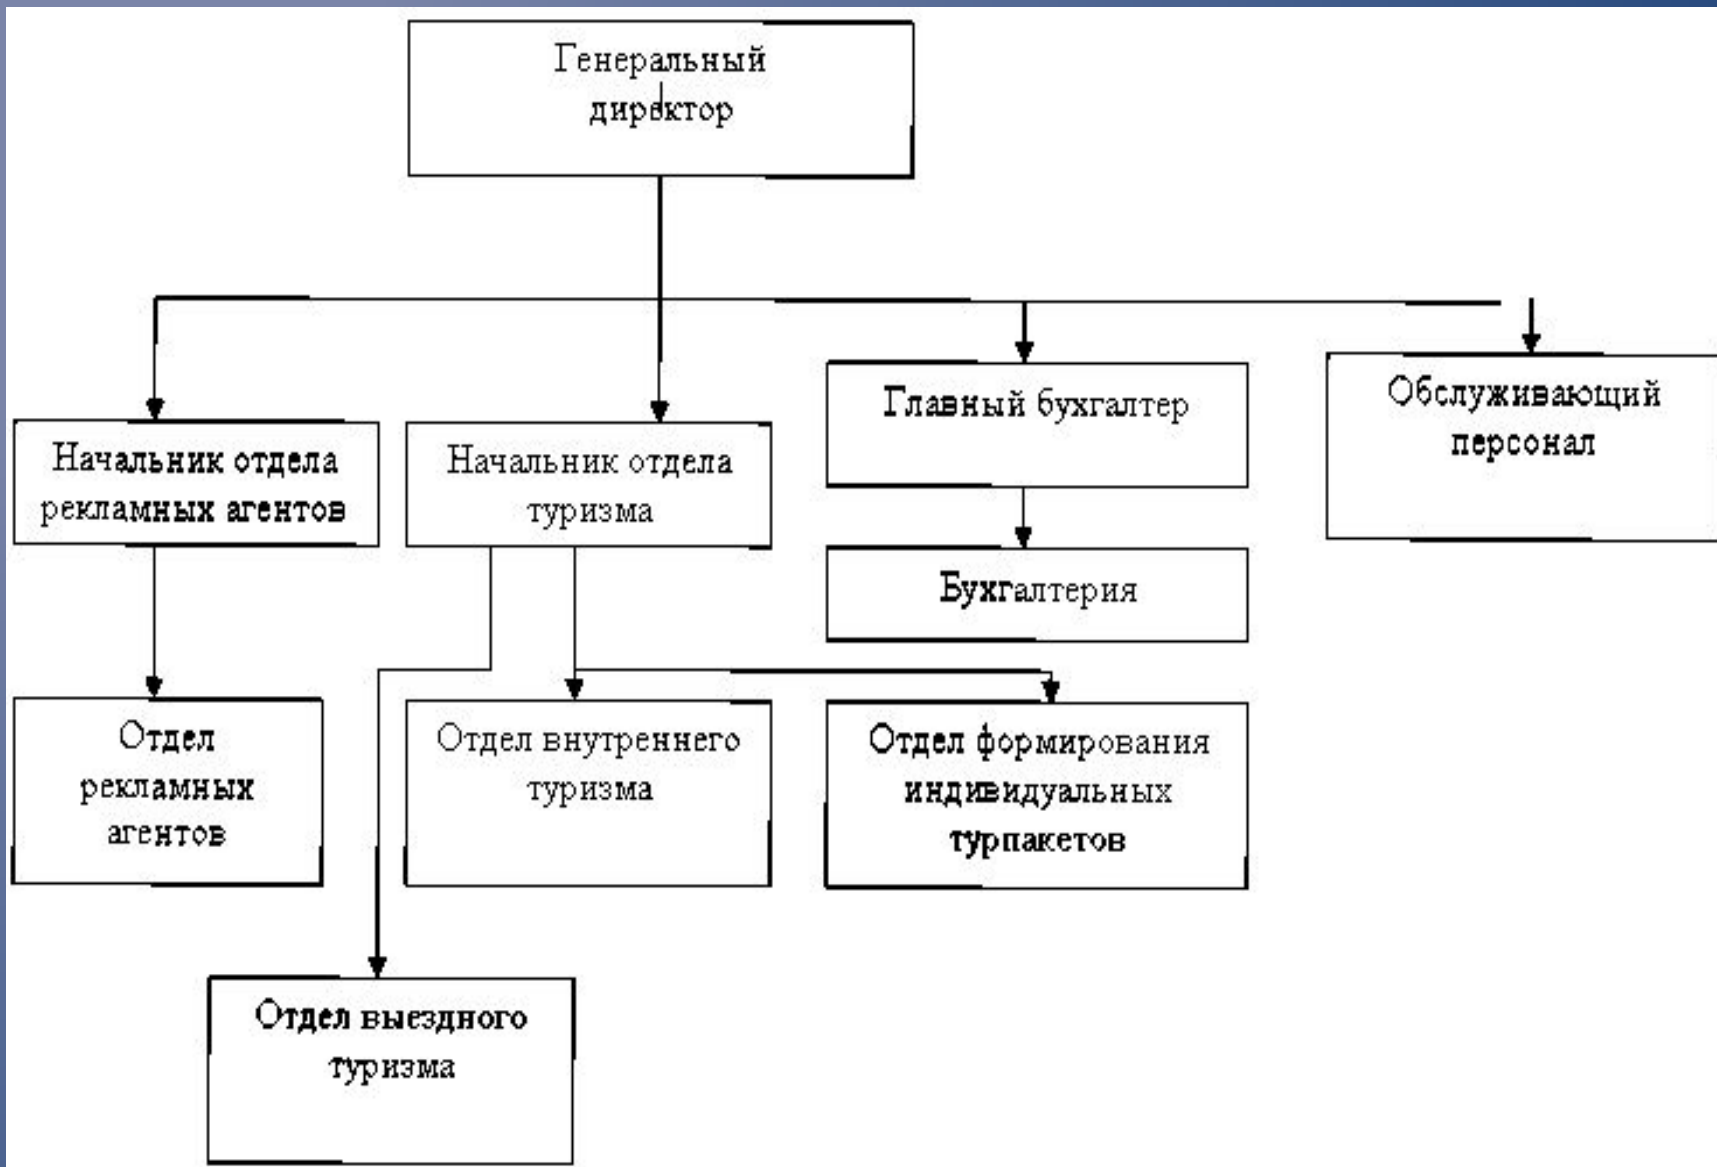 Генеральный
директор
Главный бухгалтер
Обслуживающий
персонал
Начальник отдела
рекламных агентов
Начальник отдела
туризма
Бухгалтерия
Отдел
рекламных
агентов
Отдел внутреннего
туризма
Отдел формирования
индивидуальных
турпакетов
Отдел выездного
туризма